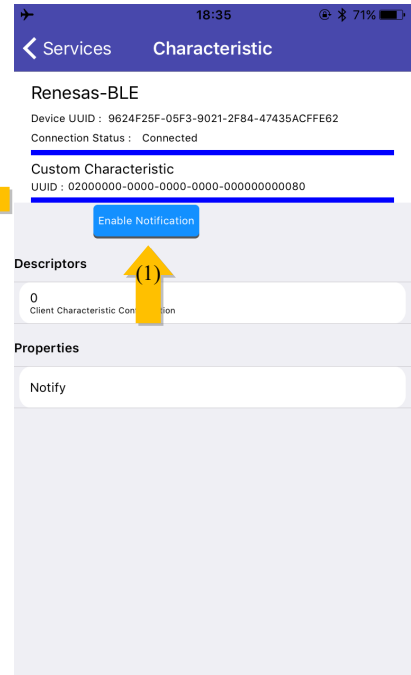 18:35
71%
Services
Characteristic
Renesas-BLE
Device UUID : 9624F25F-05F3-9021-2F84-47435ACFFE62
Connection Status : Connected
Custom Characteristic
UUID : 02000000-0000-0000-0000-000000000080
Enable Notification
(1)
Descriptors
0
Client Characteristic
Properties
Notify